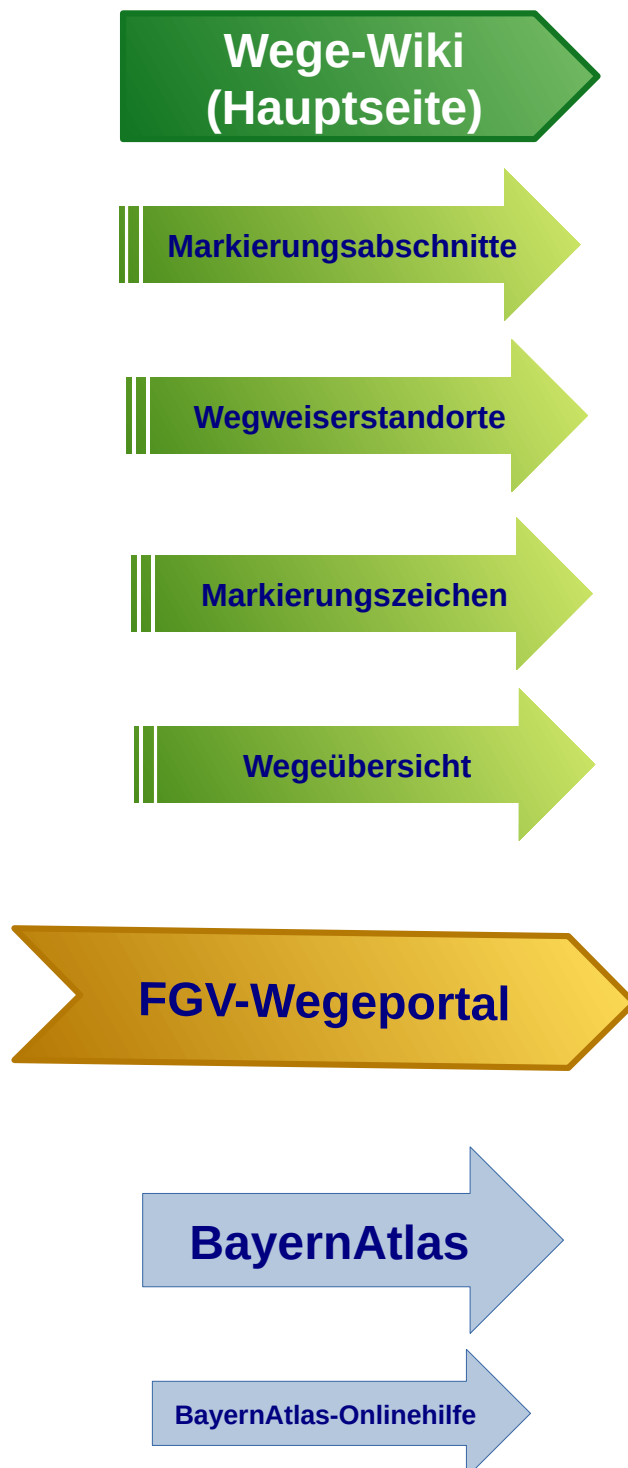 Wege-Wiki
(Hauptseite)
Markierungsabschnitte
Wegweiserstandorte
Markierungszeichen
Wegeübersicht
FGV-Wegeportal
BayernAtlas
BayernAtlas-Onlinehilfe